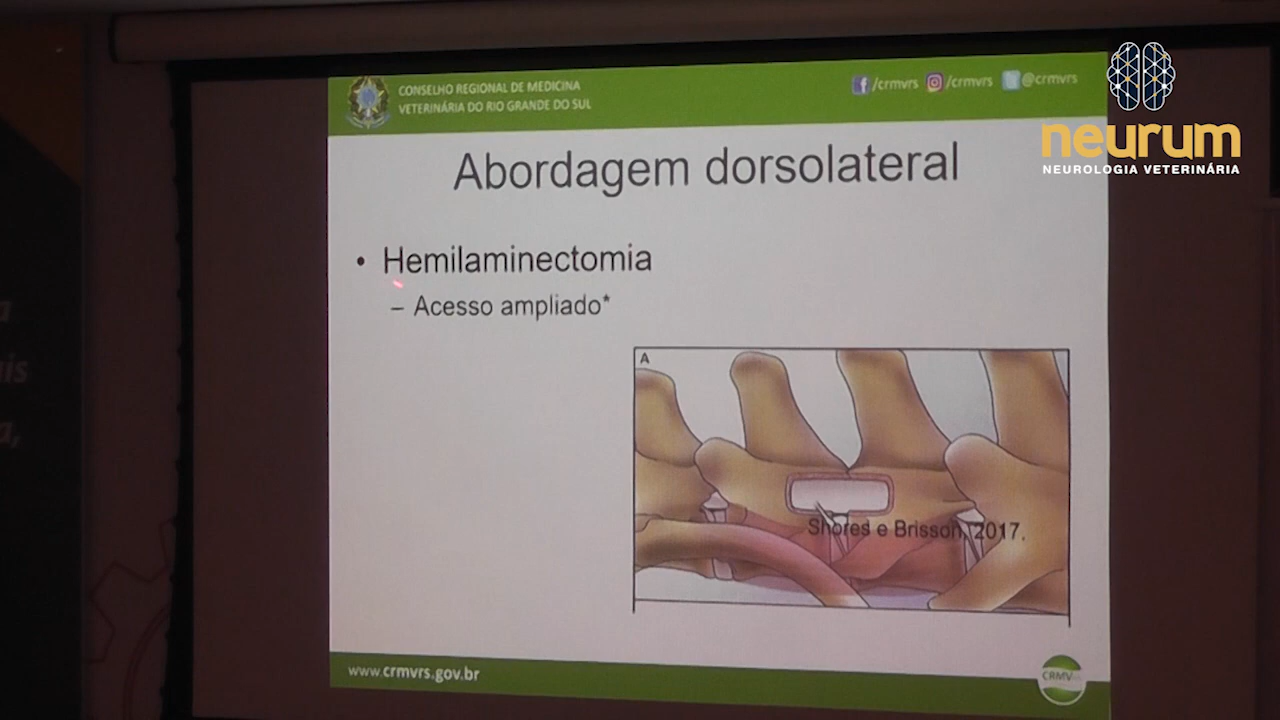 CONSELHO REGIONAL DE MEDICINA
VETERINÁRIA DO RIO GRANDE DO SUL
/crmvrs /crmvrs @crmvrs
neurum
NEUROLOGIA VETERINÁRIA
Abordagem dorsolateral
• Hemilaminectomia
– Acesso ampliado*
A
Shores e Brisson, 2017.
www.crmvrs.gov.br
CRMV